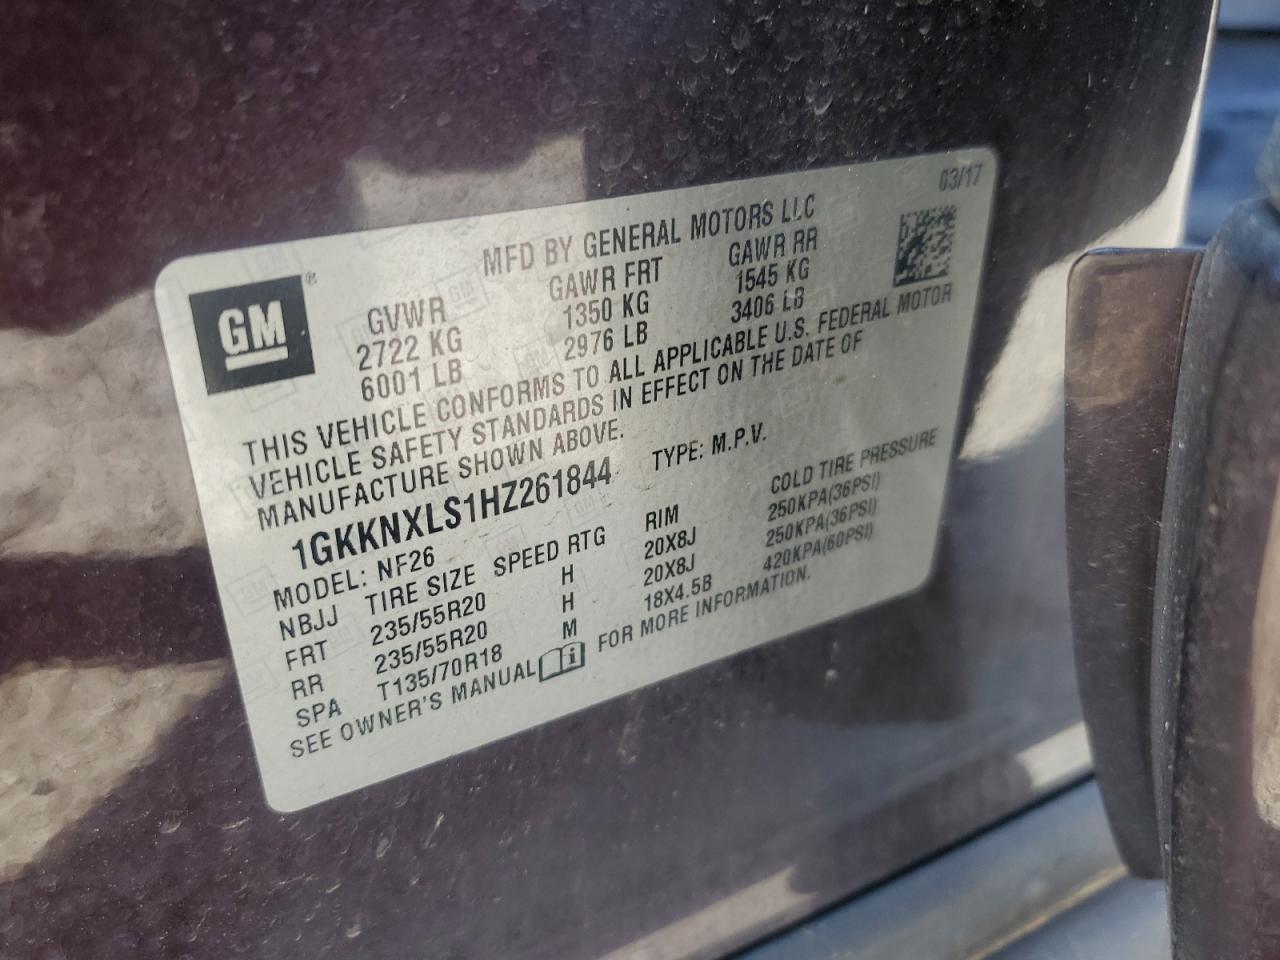 03/17
MFD BY GENERAL MOTORS LLC
GM ®
GVWR GAWR FRT GAWR RR
2722 KG 1350 KG 1545 KG
6001 LB 2976 LB 3406 LB
THIS VEHICLE CONFORMS TO ALL APPLICABLE U.S. FEDERAL MOTOR
VEHICLE SAFETY STANDARDS IN EFFECT ON THE DATE OF
MANUFACTURE SHOWN ABOVE.
1GKKNXLS1HZ261844 TYPE: M.P.V.
MODEL: NF26
NBJJ TIRE SIZE SPEED RTG RIM COLD TIRE PRESSURE
FRT 235/55R20 H 20X8J 250KPA(36PSI)
RR 235/55R20 H 20X8J 250KPA(36PSI)
SPA T135/70R18 M 18X4.5B 420KPA(60PSI)
SEE OWNER'S MANUAL i FOR MORE INFORMATION.